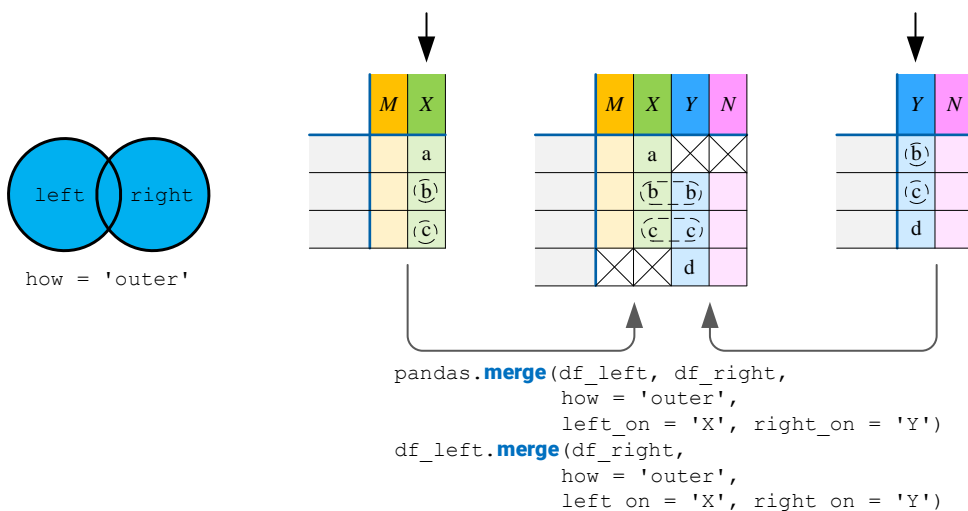 left right
how = 'outer'
M X
a
b
c
M X Y N
a
b b
c c
d
Y N
b
c
d
pandas.merge(df_left, df_right,
how = 'outer',
left_on = 'X', right_on = 'Y')
df_left.merge(df_right,
how = 'outer',
left_on = 'X', right_on = 'Y')